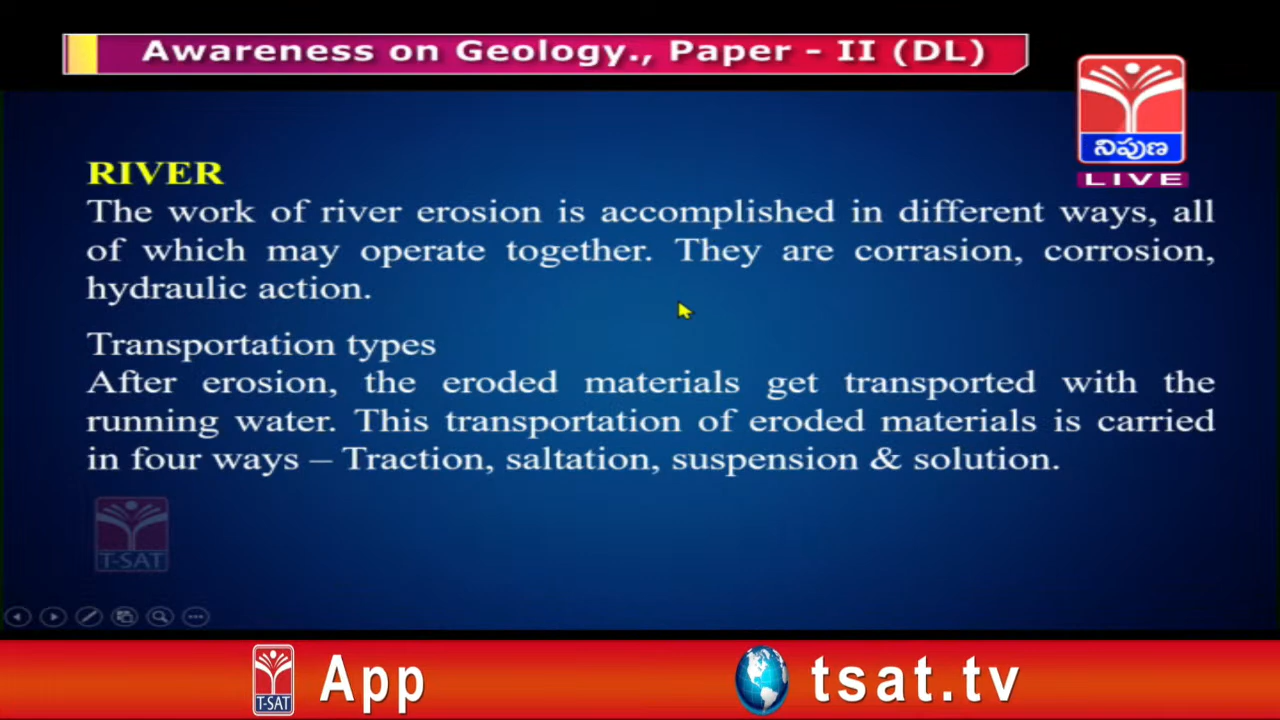 Awareness on Geology., Paper - II (DL)
నిపుణ
LIVE
RIVER
The work of river erosion is accomplished in different ways, all
of which may operate together. They are corrasion, corrosion,
hydraulic action.
Transportation types
After erosion, the eroded materials get transported with the
running water. This transportation of eroded materials is carried
in four ways – Traction, saltation, suspension & solution.
T-SAT
T-SAT
App
tsat.tv